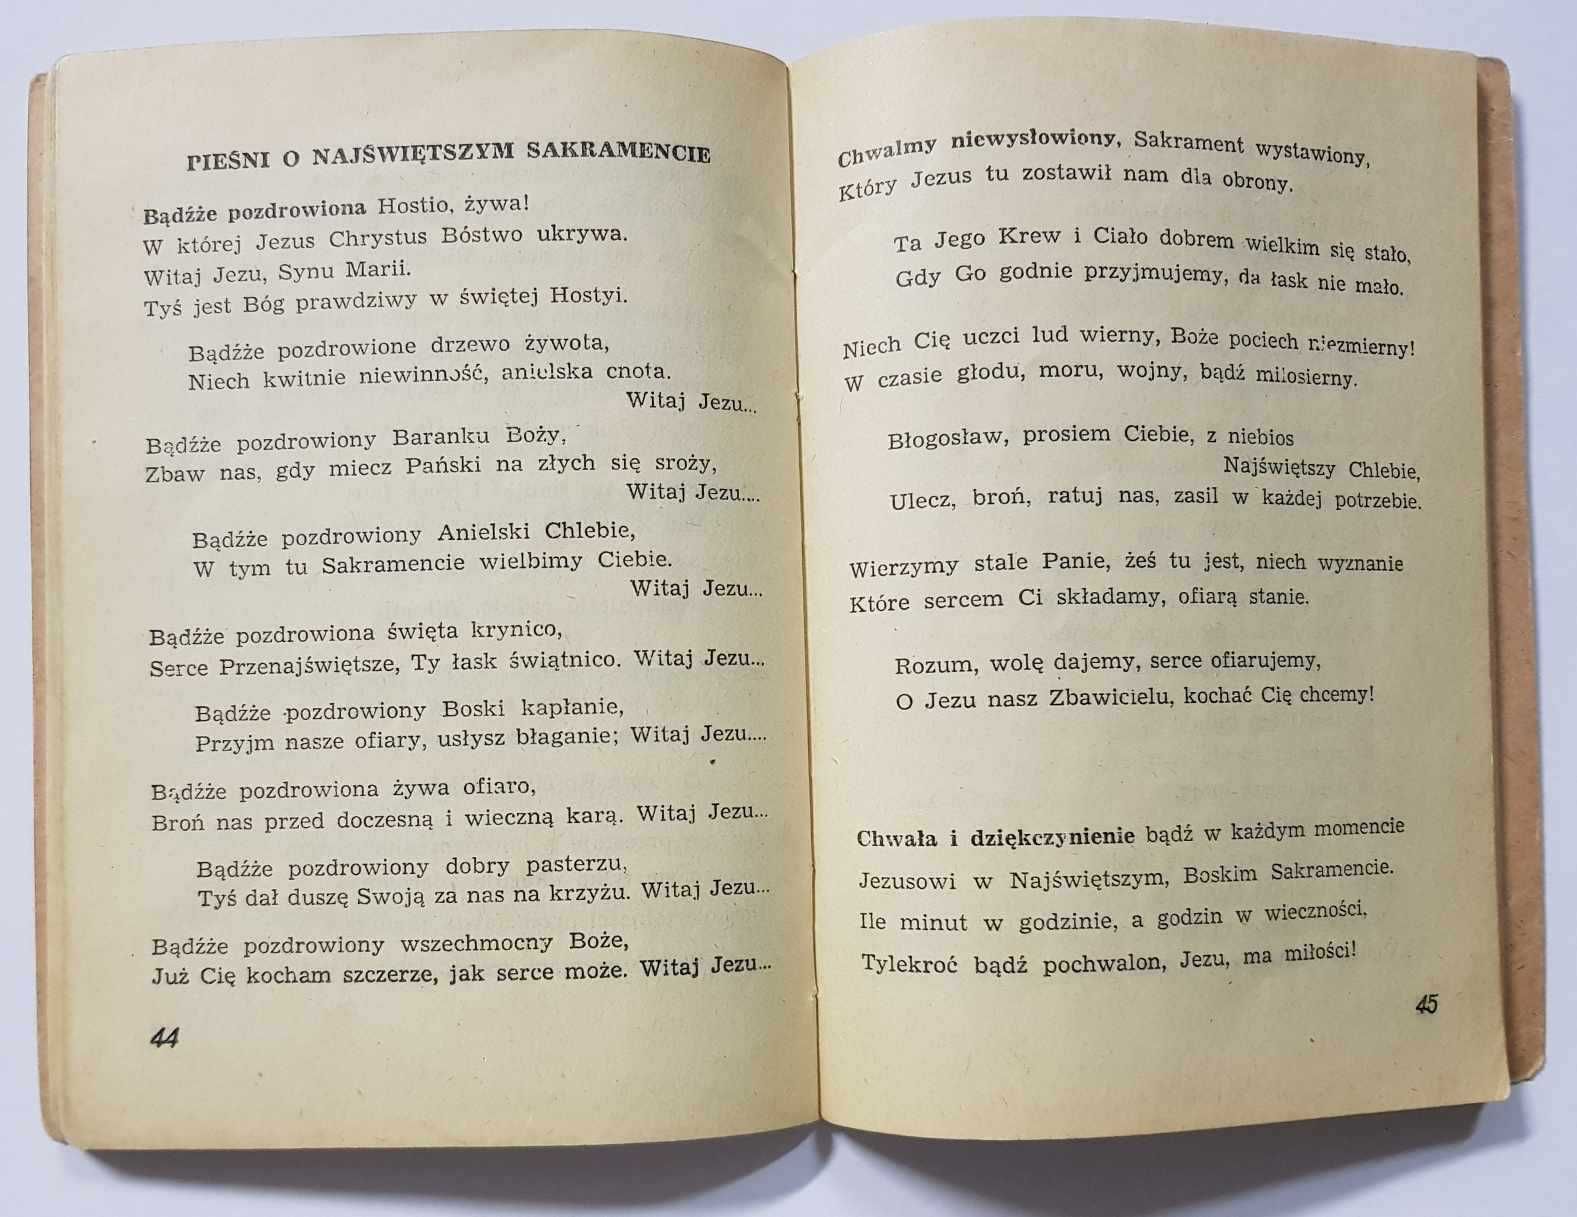 PIEŚNI O NAJŚWIĘTSZYM SAKRAMENCIE
Bądźże pozdrowiona Hostio, żywa!
W której Jezus Chrystus Bóstwo ukrywa.
Witaj Jezu, Synu Marii.
Tyś jest Bóg prawdziwy w świętej Hostyi.
Bądźże pozdrowione drzewo żywota,
Niech kwitnie niewinność, anielska cnota.
Witaj Jezu...
Bądźże pozdrowiony Baranku Boży,
Zbaw nas, gdy miecz Pański na złych się sroży,
Witaj Jezu....
Bądźże pozdrowiony Anielski Chlebie,
W tym tu Sakramencie wielbimy Ciebie.
Witaj Jezu...
Bądźże pozdrowiona święta krynico,
Serce Przenajświętsze, Ty łask świątnico. Witaj Jezu...
Bądźże pozdrowiony Boski kapłanie,
Przyjm nasze ofiary, usłysz błaganie; Witaj Jezu....
Bądźże pozdrowiona żywa ofiaro,
Broń nas przed doczesną i wieczną karą. Witaj Jezu...
Bądźże pozdrowiony dobry pasterzu,
Tyś dał duszę Swoją za nas na krzyżu. Witaj Jezu...
Bądźże pozdrowiony wszechmocny Boże,
Już Cię kocham szczerze, jak serce może. Witaj Jezu...
44
Chwalmy niewysłowiony, Sakrament wystawiony,
Który Jezus tu zostawił nam dla obrony.
Ta Jego Krew i Ciało dobrem wielkim się stało,
Gdy Go godnie przyjmujemy, da łask nie mało.
Niech Cię uczci lud wierny, Boże pociech niezmierny!
W czasie głodu, moru, wojny, bądź miłosierny.
Błogosław, prosiem Ciebie, z niebios
Najświętszy Chlebie,
Ulecz, broń, ratuj nas, zasil w każdej potrzebie.
Wierzymy stale Panie, żeś tu jest, niech wyznanie
Które sercem Ci składamy, ofiarą stanie.
Rozum, wolę dajemy, serce ofiarujemy,
O Jezu nasz Zbawicielu, kochać Cię chcemy!
Chwała i dziękczynienie bądź w każdym momencie
Jezusowi w Najświętszym, Boskim Sakramencie.
Ile minut w godzinie, a godzin w wieczności,
Tylekroć bądź pochwalon, Jezu, ma miłości!
45